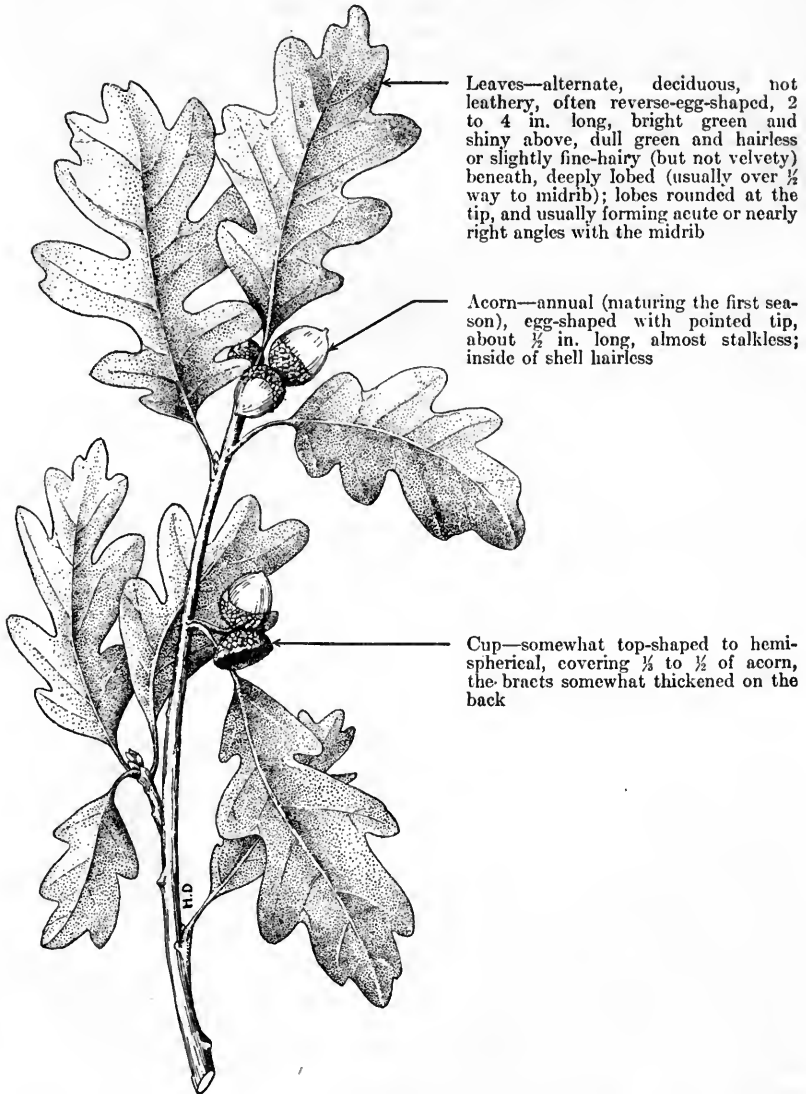 Leaves—alternate, deciduous, not
leathery, often reverse-egg-shaped, 2
to 4 in. long, bright green and
shiny above, dull green and hairless
or slightly fine-hairy (but not velvety)
beneath, deeply lobed (usually over ½
way to midrib); lobes rounded at the
tip, and usually forming acute or nearly
right angles with the midrib
Acorn—annual (maturing the first sea-
son), egg-shaped with pointed tip,
about ½ in. long, almost stalkless;
inside of shell hairless
Cup—somewhat top-shaped to hemi-
spherical, covering ⅓ to ½ of acorn,
the bracts somewhat thickened on the
back
H.D